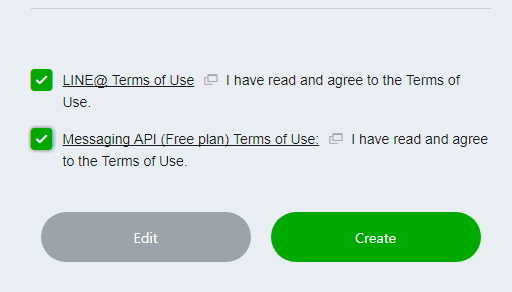 LINE@ Terms of Use I have read and agree to the Terms of
Use.
Messaging API (Free plan) Terms of Use: I have read and agree
to the Terms of Use.
Edit Create